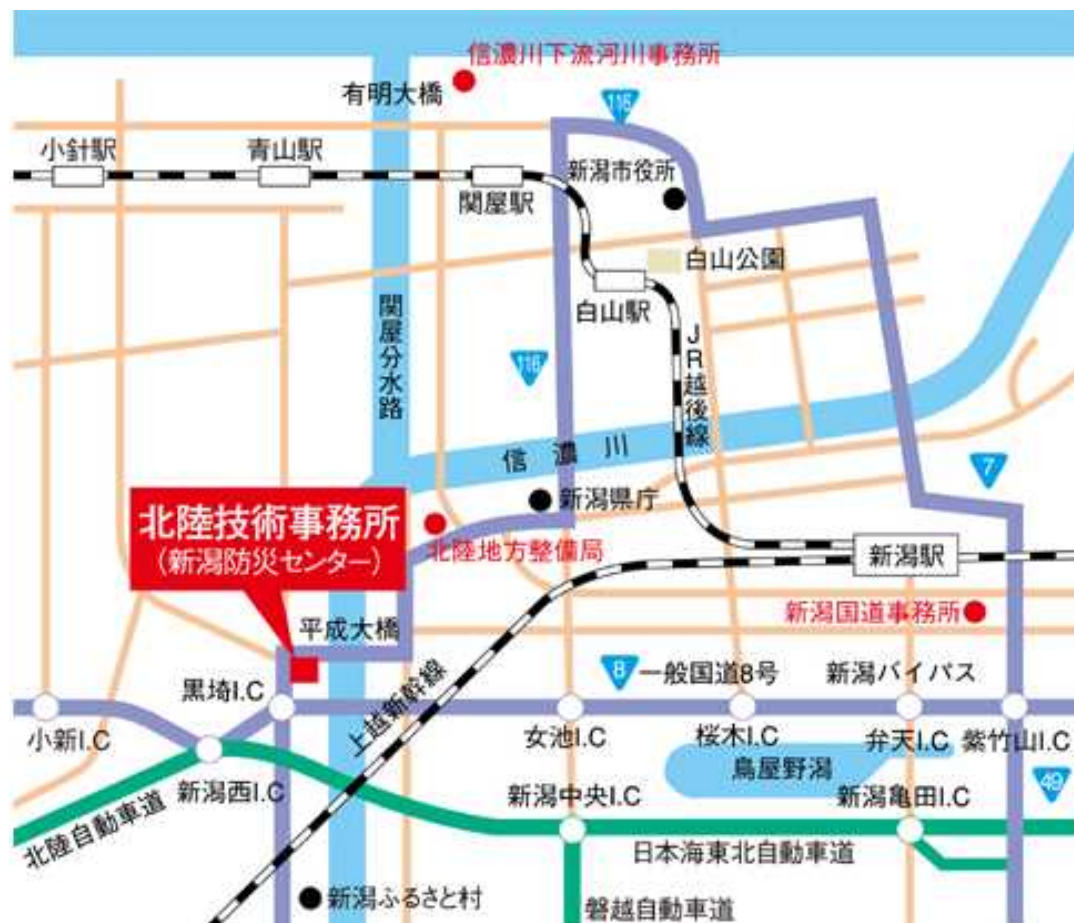 信濃川下流河川事務所
有明大橋
116
小針駅
青山駅
新潟市役所
関屋駅
白山公園
白山駅
関屋分水路
116
JR越後線
信濃川
7
北陸技術事務所
(新潟防災センター)
新潟県庁
北陸地方整備局
新潟駅
新潟国道事務所
平成大橋
8
一般国道8号
新潟バイパス
黒埼I.C
上越新幹線
小新I.C
女池I.C
桜木I.C
弁天I.C
紫竹山I.C
鳥屋野潟
49
新潟西I.C
新潟中央I.C
新潟亀田I.C
北陸自動車道
日本海東北自動車道
新潟ふるさと村
磐越自動車道